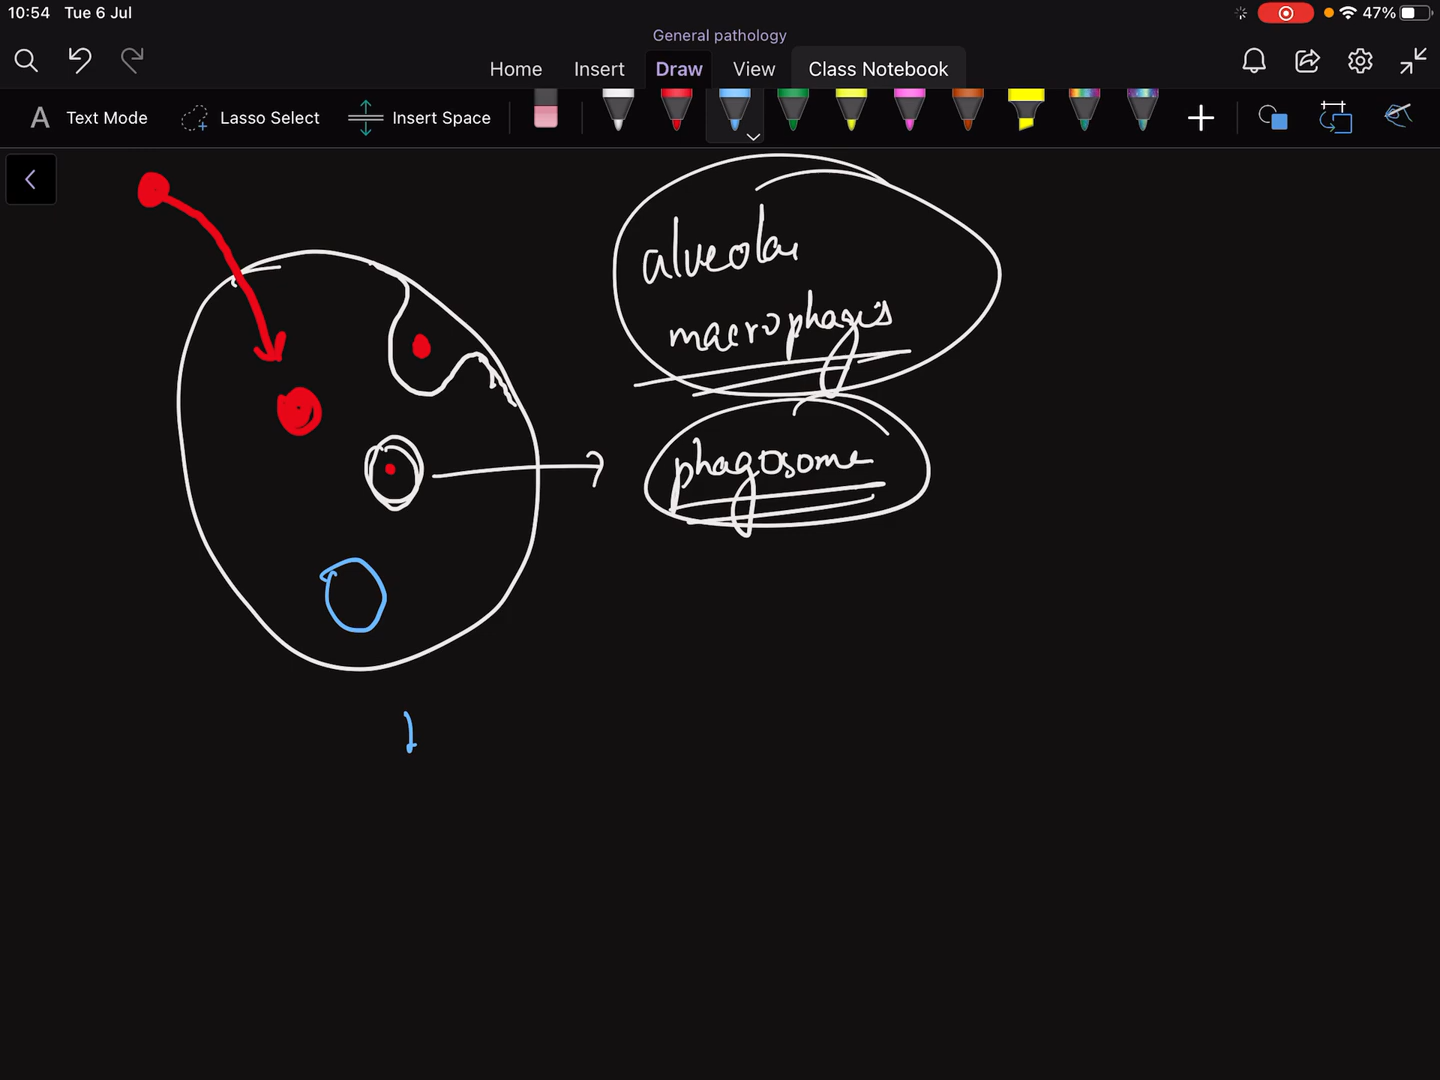 10:54 Tue 6 Jul 47%
General pathology
Home Insert Draw View Class Notebook
A Text Mode Lasso Select Insert Space
alveolar
macrophages
phagosome